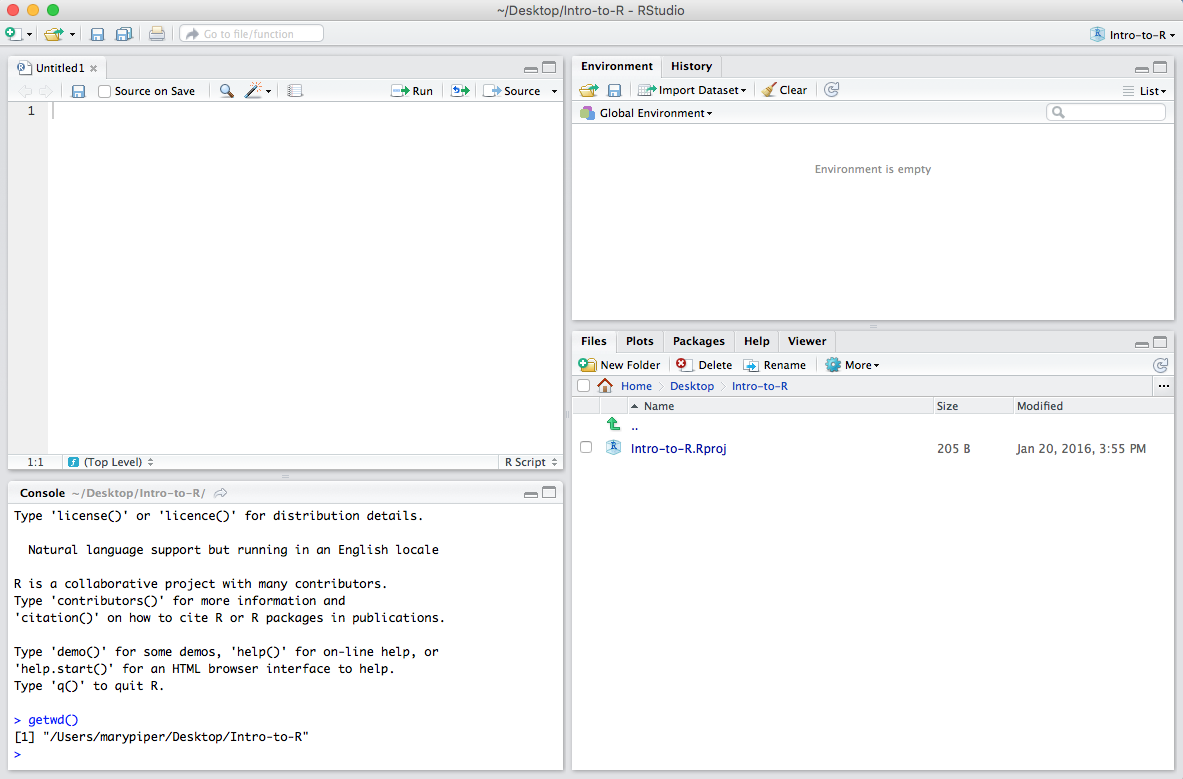 ~/Desktop/Intro-to-R - RStudio
Go to file/function
Intro-to-R
Untitled1
Source on Save
Run
Source
1
1:1
(Top Level)
R Script
Console ~/Desktop/Intro-to-R/
Type 'license()' or 'licence()' for distribution details.
Natural language support but running in an English locale
R is a collaborative project with many contributors.
Type 'contributors()' for more information and
'citation()' on how to cite R or R packages in publications.
Type 'demo()' for some demos, 'help()' for on-line help, or
'help.start()' for an HTML browser interface to help.
Type 'q()' to quit R.
> getwd()
[1] "/Users/marypiper/Desktop/Intro-to-R"
>
Environment History
Import Dataset Clear List
Global Environment
Environment is empty
Files Plots Packages Help Viewer
New Folder Delete Rename More
Home Desktop Intro-to-R ...
Name Size Modified
..
Intro-to-R.Rproj 205 B Jan 20, 2016, 3:55 PM